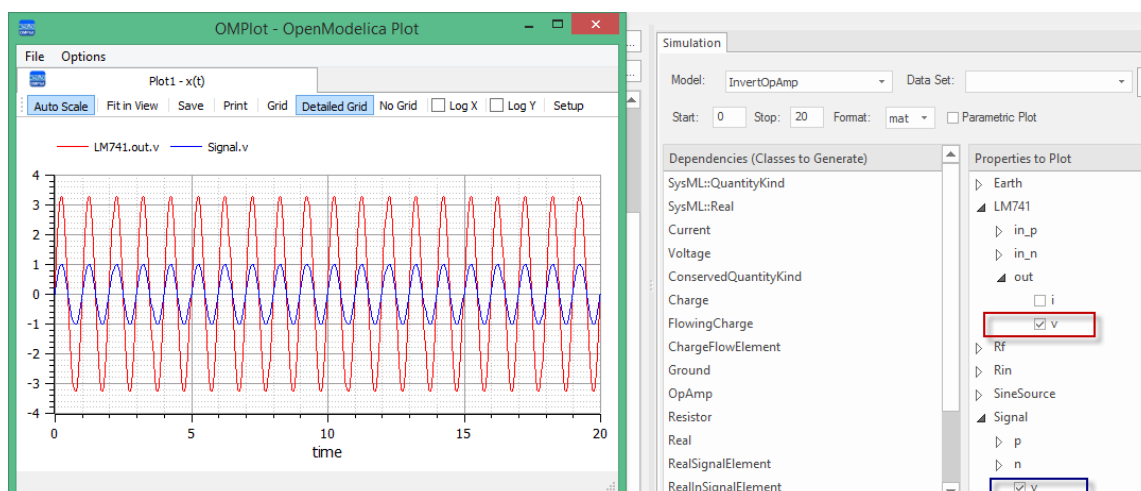 OMPlot - OpenModelica Plot
File Options
Plot1 - x(t)
Auto Scale Fit in View Save Print Grid Detailed Grid No Grid Log X Log Y Setup
LM741.out.v Signal.v
4
3
2
1
0
-1
-2
-3
-4
0 5 10 15 20
time
...
...
Simulation
Model: InvertOpAmp Data Set:
Start: 0 Stop: 20 Format: mat Parametric Plot
Dependencies (Classes to Generate)
SysML::QuantityKind
SysML::Real
Current
Voltage
ConservedQuantityKind
Charge
FlowingCharge
ChargeFlowElement
Ground
OpAmp
Resistor
Real
RealSignalElement
RealInSignalElement
Properties to Plot
Earth
LM741
in_p
in_n
out
i
v
Rf
Rin
SineSource
Signal
p
n
v